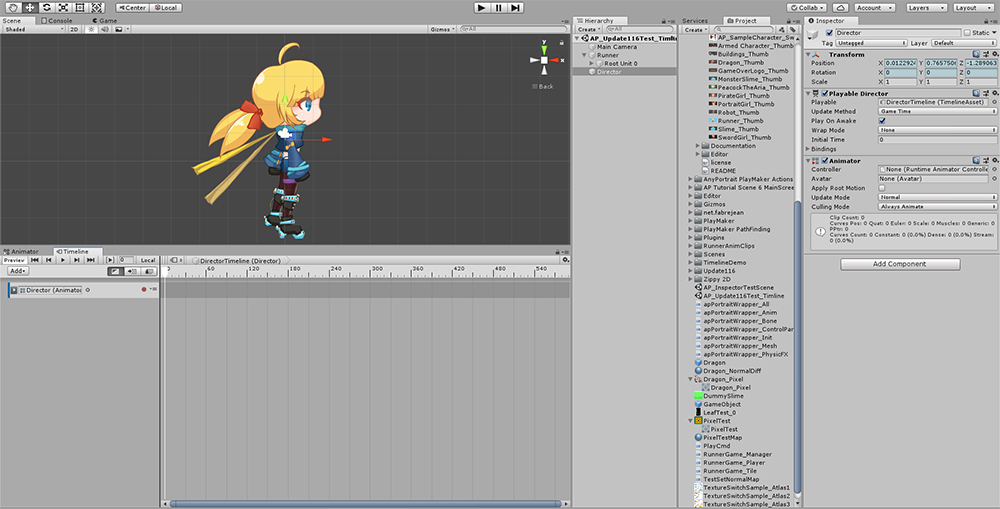 Center Local
Collab Account Layers Layout
Scene Console Game
Shaded 2D Gizmos All
y
x
Back
Animator Timeline
Preview 0 Local DirectorTimeline (Director)
Add 0 60 120 180 240 300 360 420 480 540
Director (Animator
Hierarchy
Create All
AP_Update116Test_Timline
Main Camera
Runner
Root Unit 0
Director
Services Project
Create
AP_SampleCharacter_Sw
Armed Character_Thumb
Buildings_Thumb
Dragon_Thumb
GameOverLogo_Thumb
MonsterSlime_Thumb
PeacockTheAria_Thumb
PirateGirl_Thumb
PortraitGirl_Thumb
Robot_Thumb
Runner_Thumb
Slime_Thumb
SwordGirl_Thumb
Documentation
Editor
license
README
AnyPortrait PlayMaker Actions
AP Tutorial Scene 6 MainScree
Editor
Gizmos
net.fabrejean
PlayMaker
PlayMaker PathFinding
Plugins
RunnerAnimClips
Scenes
TimelineDemo
Update116
Zippy 2D
AP_InspectorTestScene
AP_Update116Test_Timline
apPortraitWrapper_All
apPortraitWrapper_Anim
apPortraitWrapper_Bone
apPortraitWrapper_ControlPar
apPortraitWrapper_Init
apPortraitWrapper_Mesh
apPortraitWrapper_PhysicFX
Dragon
Dragon_NormalDiff
Dragon_Pixel
Dragon_Pixel
DummySlime
GameObject
LeafTest_0
PixelTest
PixelTest
PixelTestMap
PlayCmd
RunnerGame_Manager
RunnerGame_Player
RunnerGame_Tile
TestSetNormalMap
TextureSwitchSample_Atlas1
TextureSwitchSample_Atlas2
TextureSwitchSample_Atlas3
Inspector
Director Static
Tag Untagged Layer Default
Transform
Position X 0.0122924 Y 0.7657500 Z -1.289063
Rotation X 0 Y 0 Z 0
Scale X 1 Y 1 Z 1
Playable Director
Playable DirectorTimeline (TimelineAsset)
Update Method Game Time
Play On Awake
Wrap Mode None
Initial Time 0
Bindings
Animator
Controller None (Runtime Animator Controlle
Avatar None (Avatar)
Apply Root Motion
Update Mode Normal
Culling Mode Always Animate
Clip Count: 0
Curves Pos: 0 Quat: 0 Euler: 0 Scale: 0 Muscles: 0 Generic: 0
PPtr: 0
Curves Count: 0 Constant: 0 (0.0%) Dense: 0 (0.0%) Stream:
0 (0.0%)
Add Component